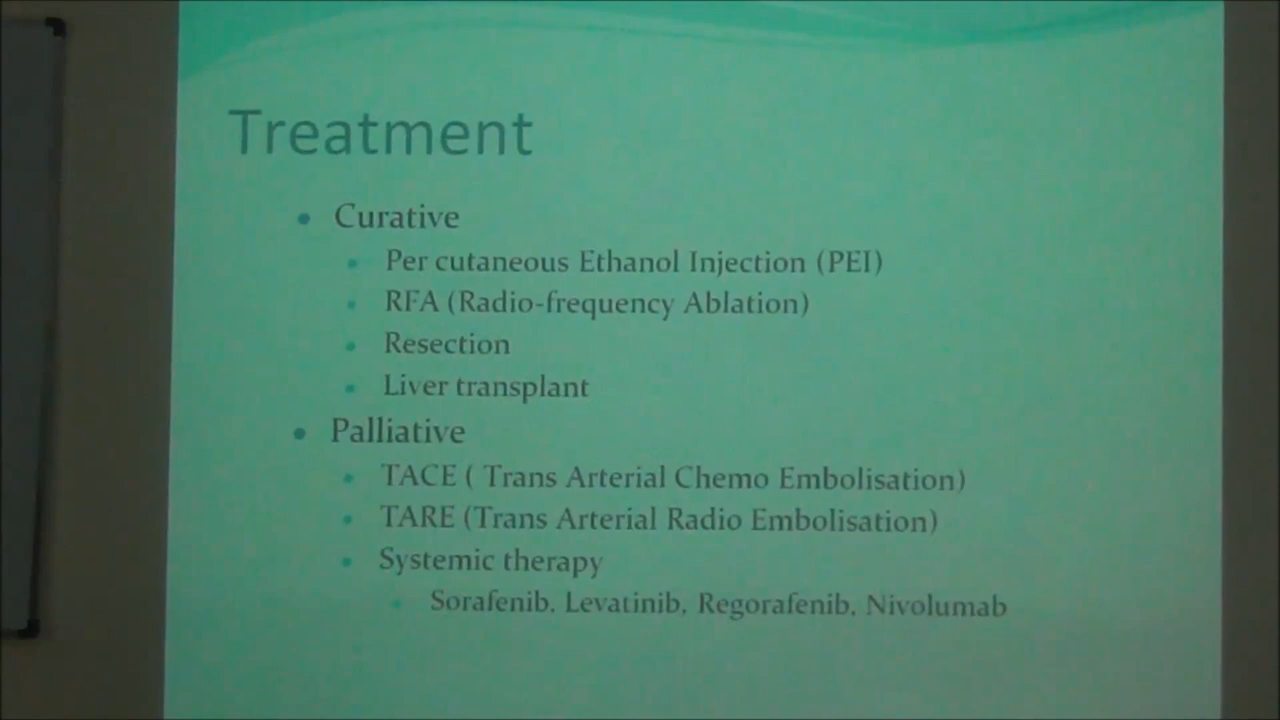 Treatment
Curative
Per cutaneous Ethanol Injection (PEI)
RFA (Radio-frequency Ablation)
Resection
Liver transplant
Palliative
TACE ( Trans Arterial Chemo Embolisation)
TARE (Trans Arterial Radio Embolisation)
Systemic therapy
Sorafenib. Levatinib, Regorafenib, Nivolumab